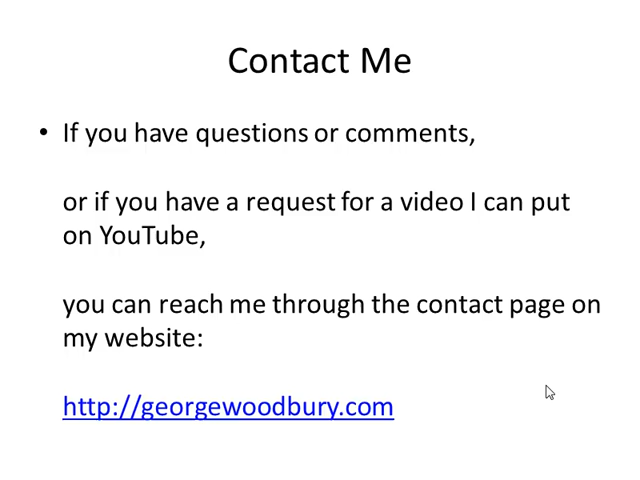 Contact Me
• If you have questions or comments,
or if you have a request for a video I can put
on YouTube,
you can reach me through the contact page on
my website:
http://georgewoodbury.com